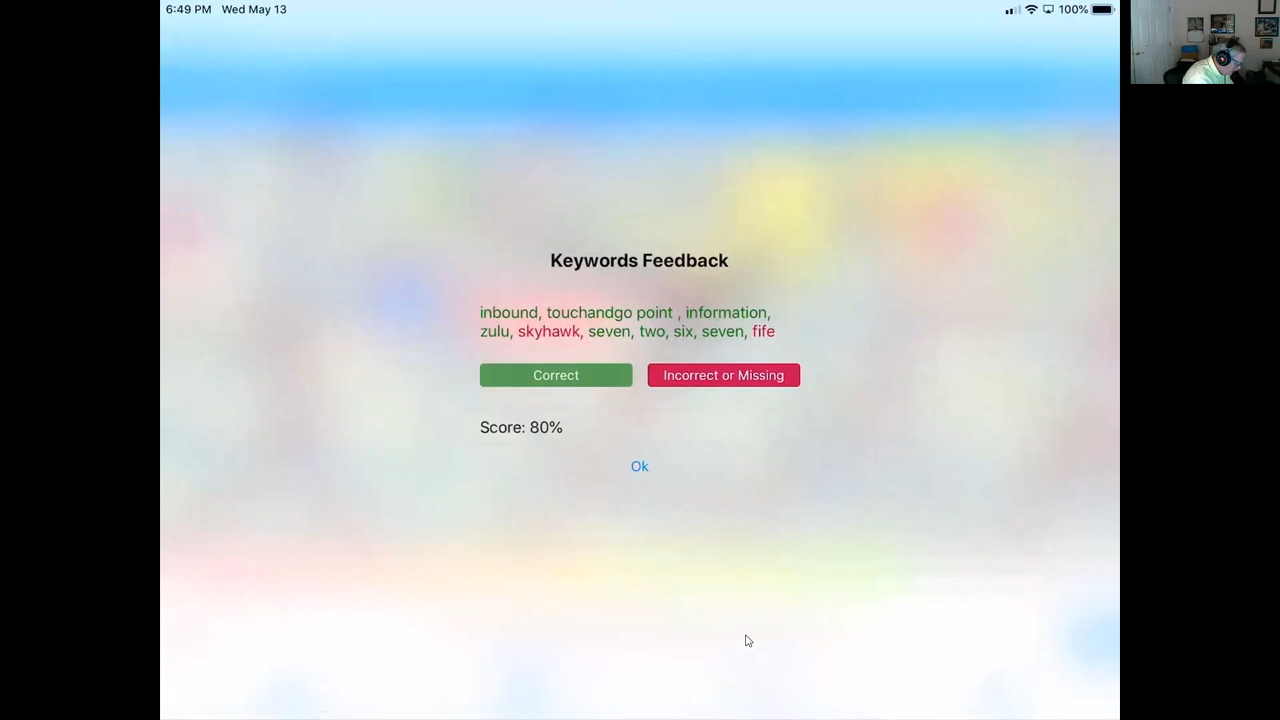 6:49 PM Wed May 13 100%
Keywords Feedback
inbound, touchandgo point , information,
zulu, skyhawk, seven, two, six, seven, fife
Correct Incorrect or Missing
Score: 80%
Ok